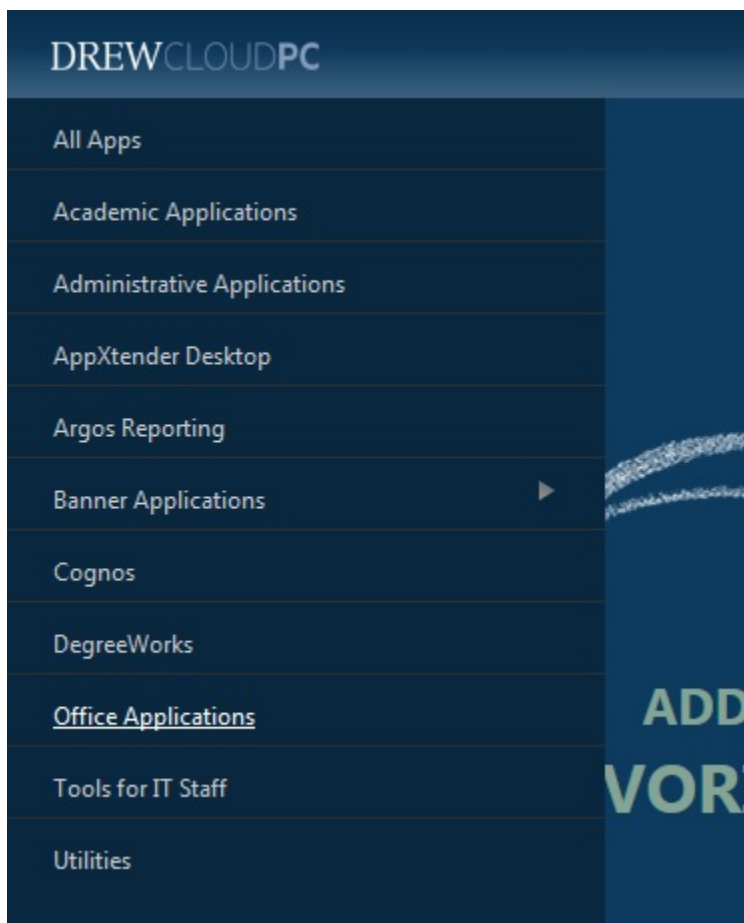 DREWCLOUDPC
All Apps
Academic Applications
Administrative Applications
AppXtender Desktop
Argos Reporting
Banner Applications
Cognos
DegreeWorks
Office Applications
ADD
Tools for IT Staff
VOR
Utilities